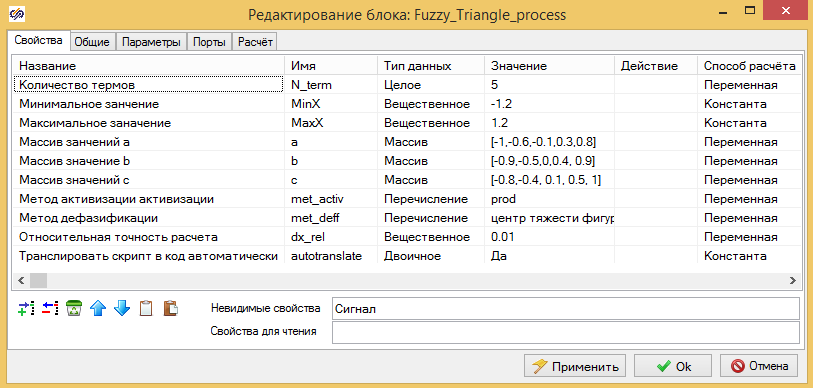 Редактирование блока: Fuzzy_Triangle_process
Свойства Общие Параметры Порты Расчёт
Название Имя Тип данных Значение Действие Способ расчёта
Количество термов N_term Целое 5 Переменная
Минимальное занчение MinX Вещественное -1.2 Константа
Максимальное заначение MaxX Вещественное 1.2 Константа
Массив занчений a a Массив [-1,-0.6,-0.1,0.3,0.8] Переменная
Массив значение b b Массив [-0.9,-0.5,0,0.4, 0.9] Переменная
Массив значений c c Массив [-0.8,-0.4, 0.1, 0.5, 1] Переменная
Метод активизации активизации met_activ Перечисление prod Переменная
Метод дефазификации met_deff Перечисление центр тяжести фигур Переменная
Относительная точность расчета dx_rel Вещественное 0.01 Переменная
Транслировать скрипт в код автоматически autotranslate Двоичное Да Константа
Невидимые свойства Сигнал
Свойства для чтения
Применить Ok Отмена